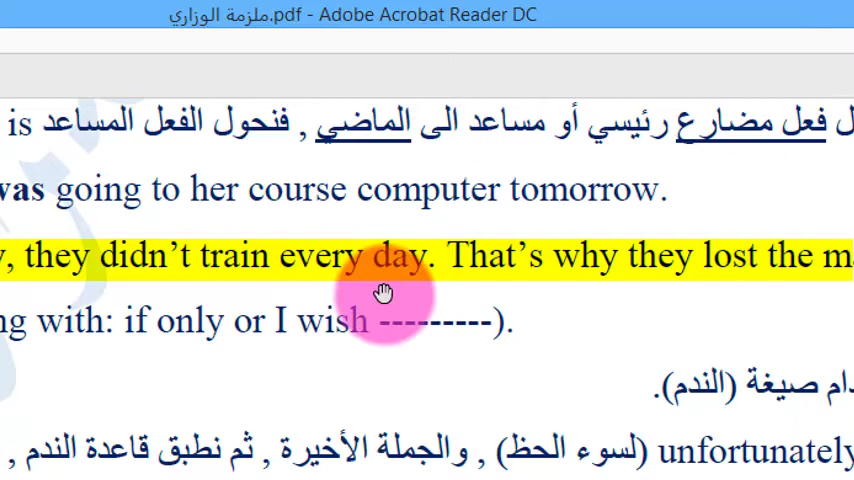 ملزمة الوزاري.pdf - Adobe Acrobat Reader DC
فعل مضارع رئيسي أو مساعد الى الماضي , فنحول الفعل المساعد is
was going to her course computer tomorrow.
they didn't train every day. That's why they lost the
with: if only or I wish ---------).
صيغة (الندم).
unfortunately (لسوء الحظ) , والجملة الأخيرة , ثم نطبق قاعدة الندم ,